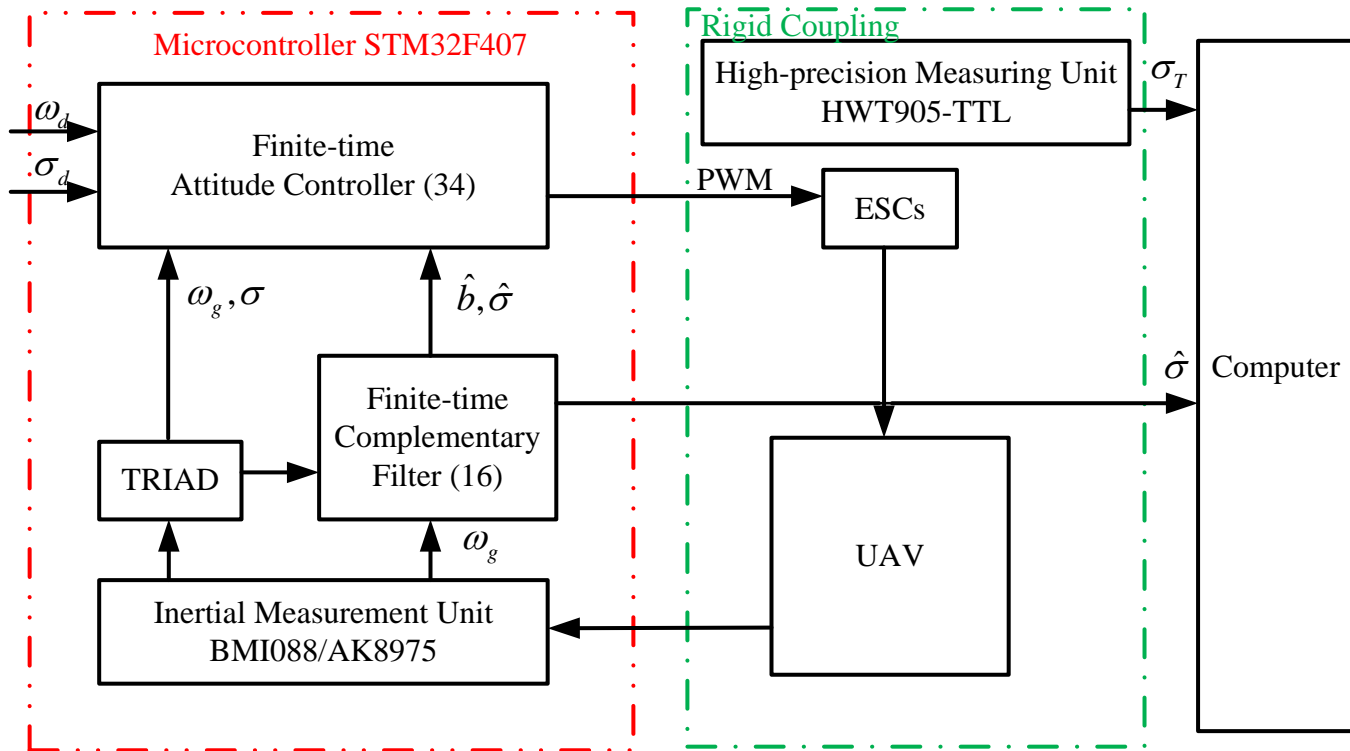 Microcontroller STM32F407
Rigid Coupling
High-precision Measuring Unit
HWT905-TTL
σ_T
ω_d
σ_d
Finite-time
Attitude Controller (34)
PWM
ESCs
ω_g, σ
b̂, σ̂
σ̂
Computer
Finite-time
Complementary
Filter (16)
TRIAD
ω_g
UAV
Inertial Measurement Unit
BMI088/AK8975